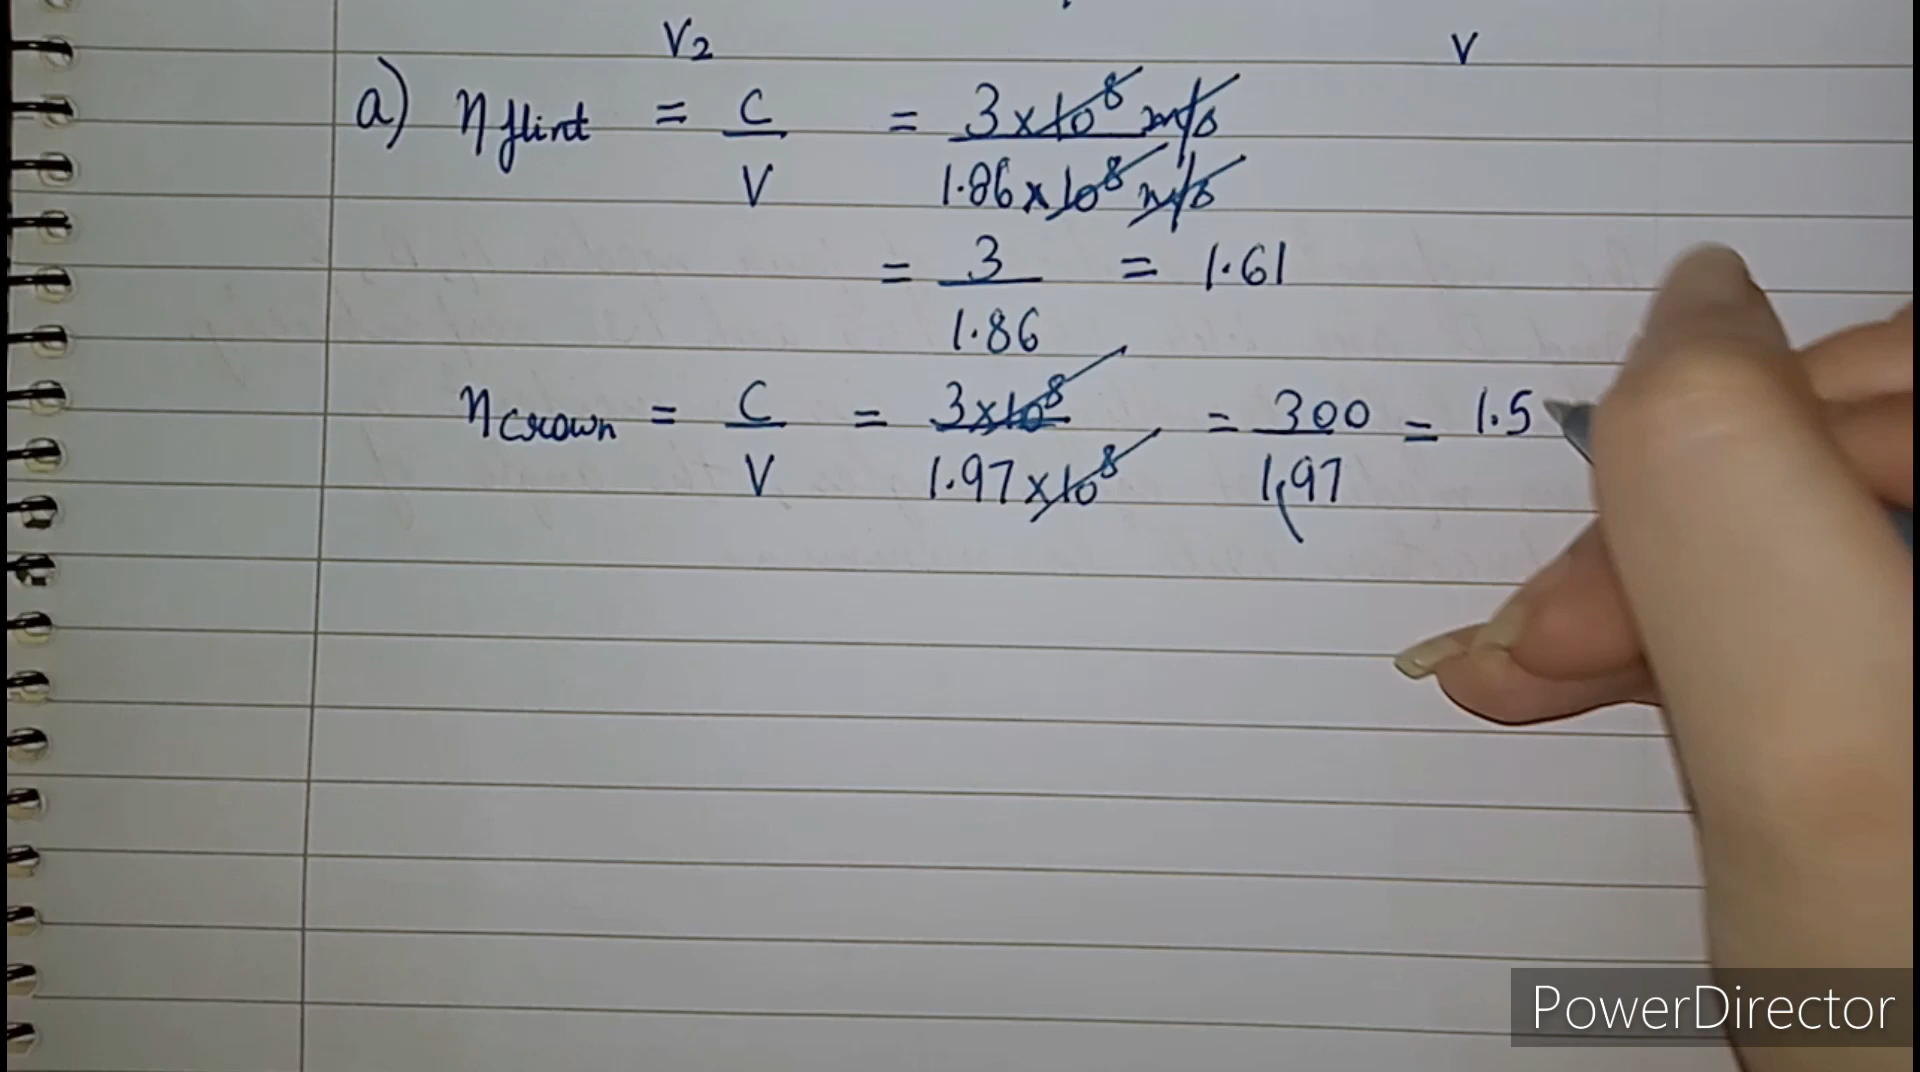 V2 V
a) η flint = C/V = 3×10⁸ m/s / 1.86×10⁸ m/s
= 3/1.86 = 1.61
η crown = C/V = 3×10⁸ / 1.97×10⁸ = 300/1,97 = 1.5
PowerDirector